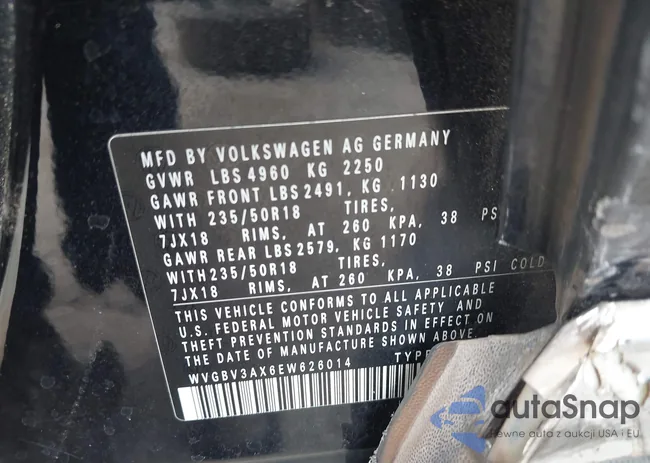 MFD BY VOLKSWAGEN AG GERMANY
GVWR LBS 4960 KG 2250
GAWR FRONT LBS 2491, KG 1130
WITH 235/50R18 TIRES,
7JX18 RIMS, AT 260 KPA, 38 PS
GAWR REAR LBS 2579, KG 1170
WITH 235/50R18 TIRES,
7JX18 RIMS, AT 260 KPA, 38 PSI COLD
THIS VEHICLE CONFORMS TO ALL APPLICABLE
U.S. FEDERAL MOTOR VEHICLE SAFETY AND
THEFT PREVENTION STANDARDS IN EFFECT ON
THE DATE OF MANUFACTURE SHOWN ABOVE.
WVGBV3AX6EW626014 TYPE
autaSnap
Pewne auta z aukcji USA i EU